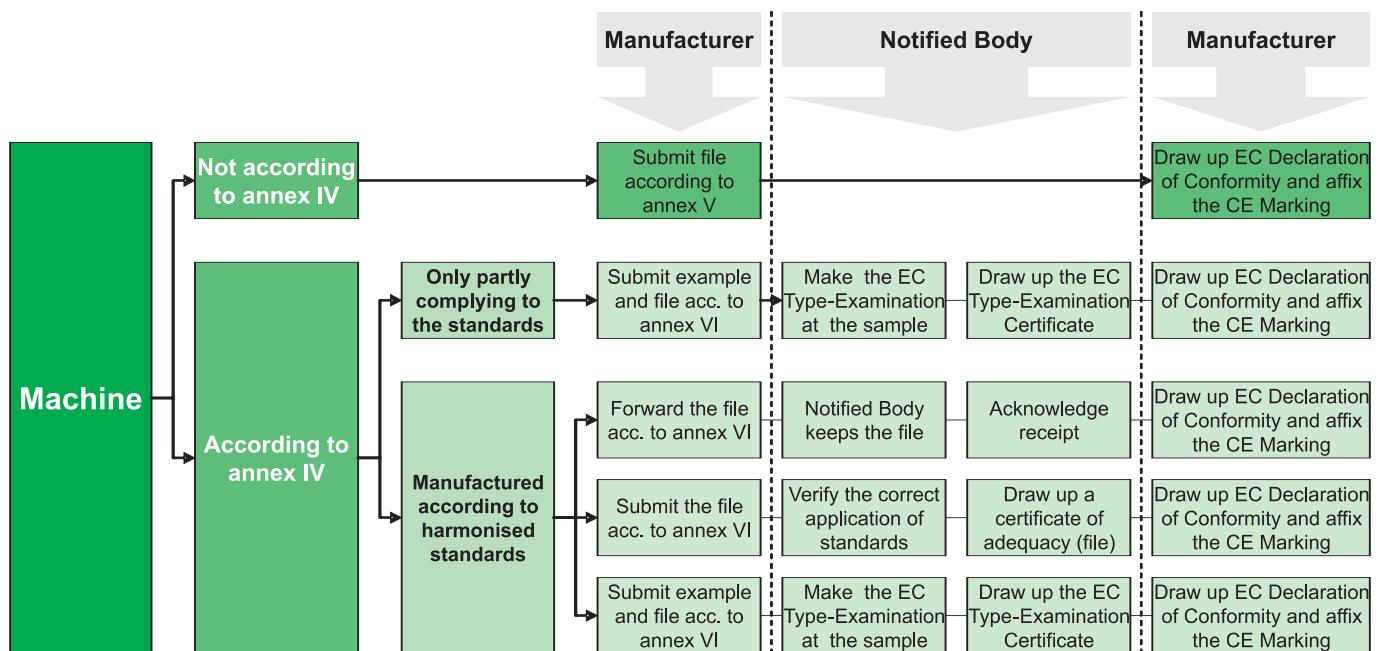 Manufacturer
Notified Body
Manufacturer
Machine
Not according
to annex IV
Submit file
according to
annex V
Draw up EC Declaration
of Conformity and affix
the CE Marking
According to
annex IV
Only partly
complying to
the standards
Submit example
and file acc. to
annex VI
Make the EC
Type-Examination
at the sample
Draw up the EC
Type-Examination
Certificate
Draw up EC Declaration
of Conformity and affix
the CE Marking
Manufactured
according to
harmonised
standards
Forward the file
acc. to annex VI
Notified Body
keeps the file
Acknowledge
receipt
Draw up EC Declaration
of Conformity and affix
the CE Marking
Submit the file
acc. to annex VI
Verify the correct
application of
standards
Draw up a
certificate of
adequacy (file)
Draw up EC Declaration
of Conformity and affix
the CE Marking
Submit example
and file acc. to
annex VI
Make the EC
Type-Examination
at the sample
Draw up the EC
Type-Examination
Certificate
Draw up EC Declaration
of Conformity and affix
the CE Marking